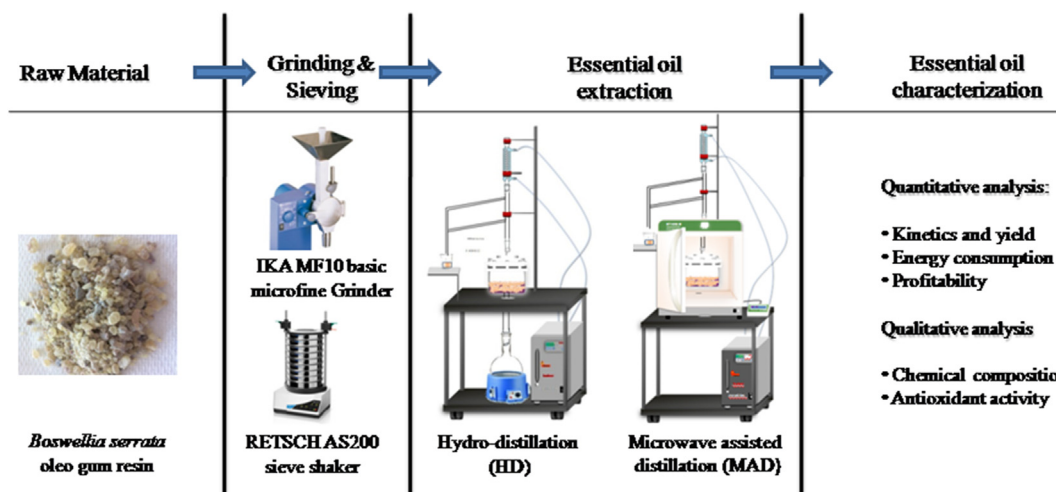 Raw Material
Grinding &
Sieving
Essential oil
extraction
Essential oil
characterization
Boswellia serrata
oleo gum resin
IKA MF10 basic
microfine Grinder
RETSCH AS200
sieve shaker
Hydro-distillation
(HD)
Microwave assisted
distillation (MAD}
Quantitative analysis:
• Kinetics and yield
• Energy consumption
• Profitability
Qualitative analysis
• Chemical compositio
• Antioxidant activity